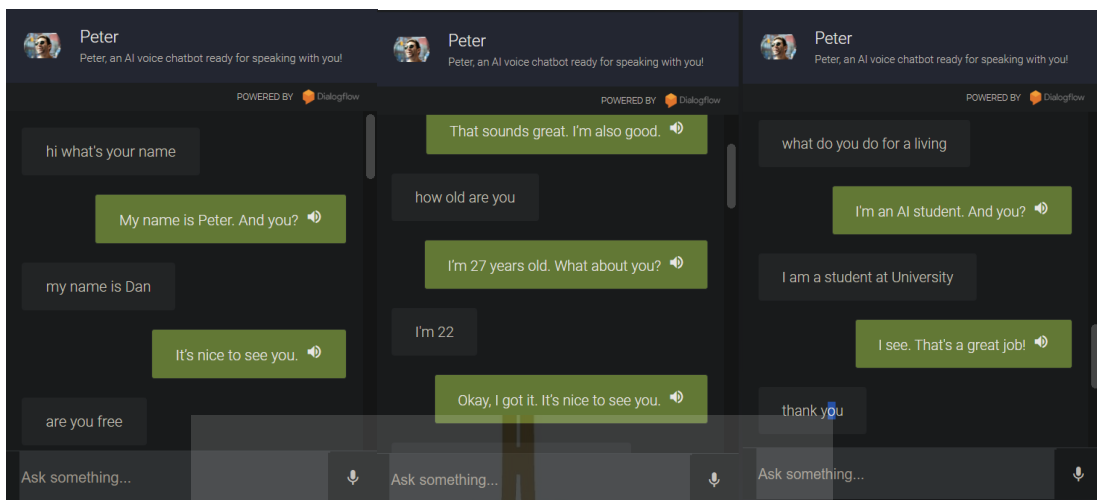 Peter
Peter, an AI voice chatbot ready for speaking with you!
POWERED BY Dialogflow
hi what's your name
My name is Peter. And you?
my name is Dan
It's nice to see you.
are you free
Ask something...
Peter
Peter, an AI voice chatbot ready for speaking with you!
POWERED BY Dialogflow
That sounds great. I'm also good.
how old are you
I'm 27 years old. What about you?
I'm 22
Okay, I got it. It's nice to see you.
Ask something...
Peter
Peter, an AI voice chatbot ready for speaking with you!
POWERED BY Dialogflow
what do you do for a living
I'm an AI student. And you?
I am a student at University
I see. That's a great job!
thank you
Ask something...